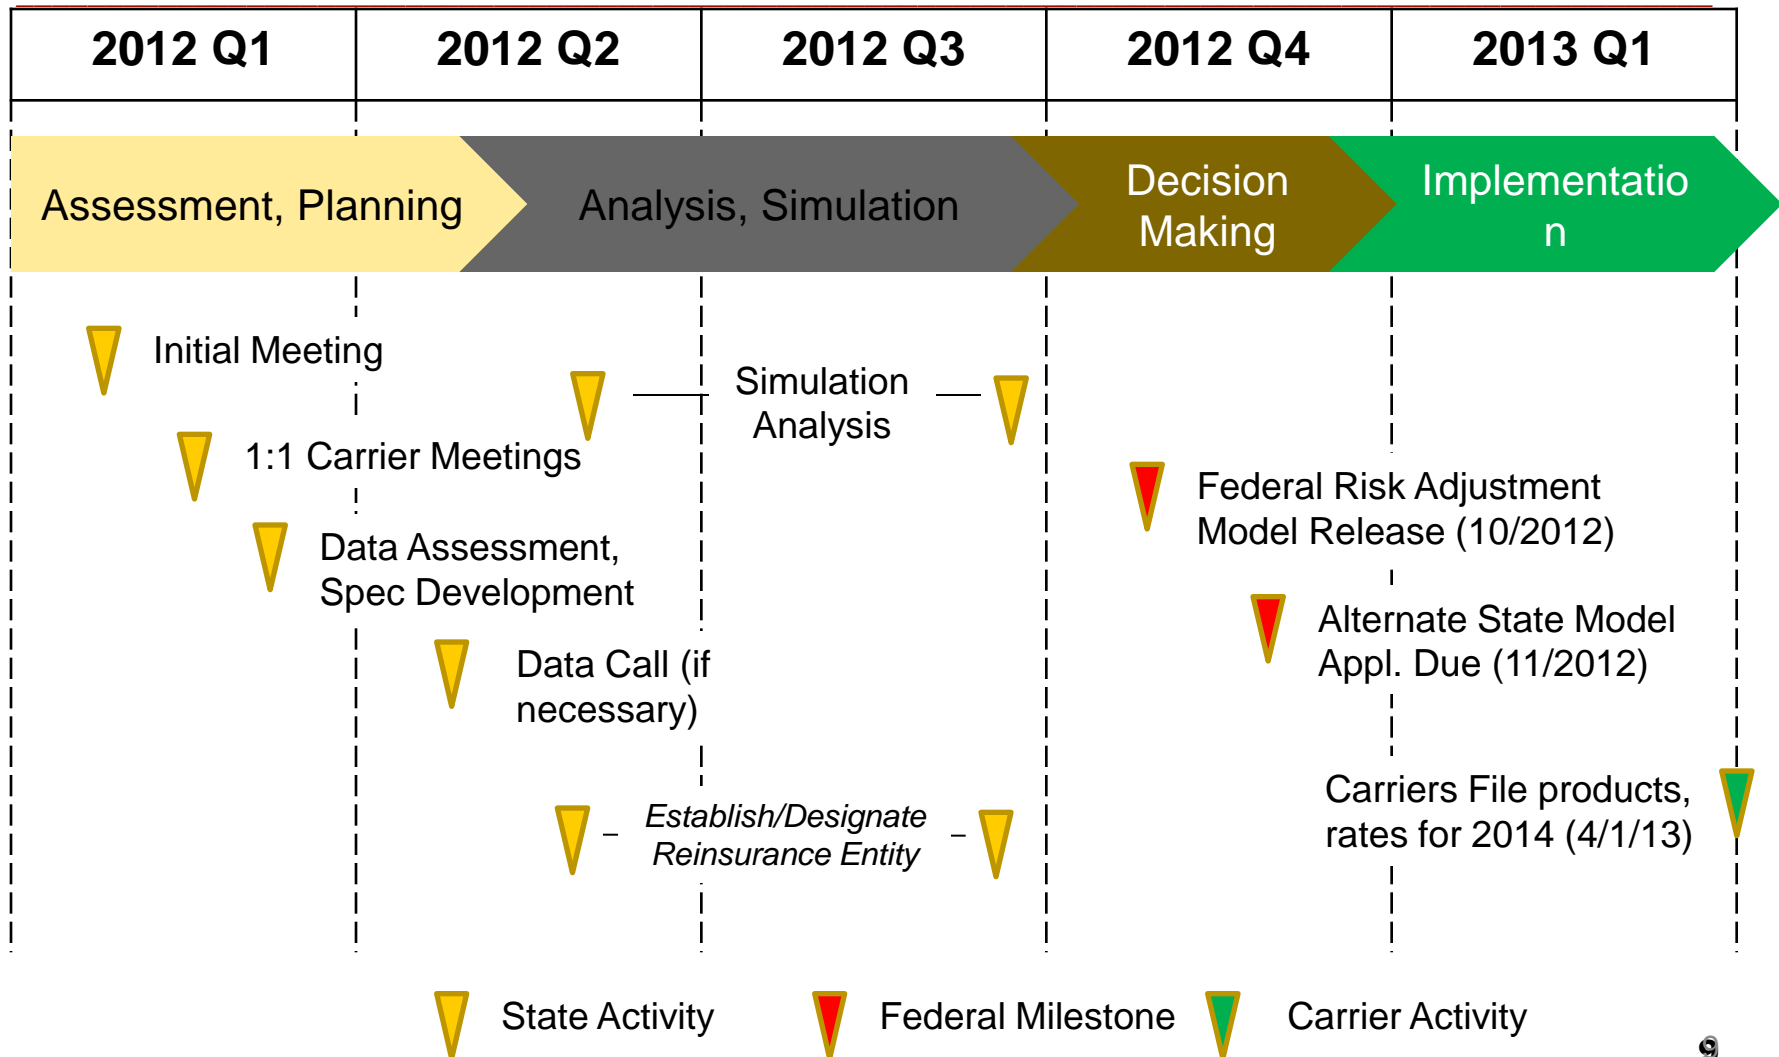 2012 Q1
2012 Q2
2012 Q3
2012 Q4
2013 Q1
Assessment, Planning
Analysis, Simulation
Decision
Making
Implementatio
n
Initial Meeting
Simulation
Analysis
1:1 Carrier Meetings
Federal Risk Adjustment
Model Release (10/2012)
Data Assessment,
Spec Development
Alternate State Model
Appl. Due (11/2012)
Data Call (if
necessary)
Establish/Designate
Reinsurance Entity
Carriers File products,
rates for 2014 (4/1/13)
State Activity
Federal Milestone
Carrier Activity
9